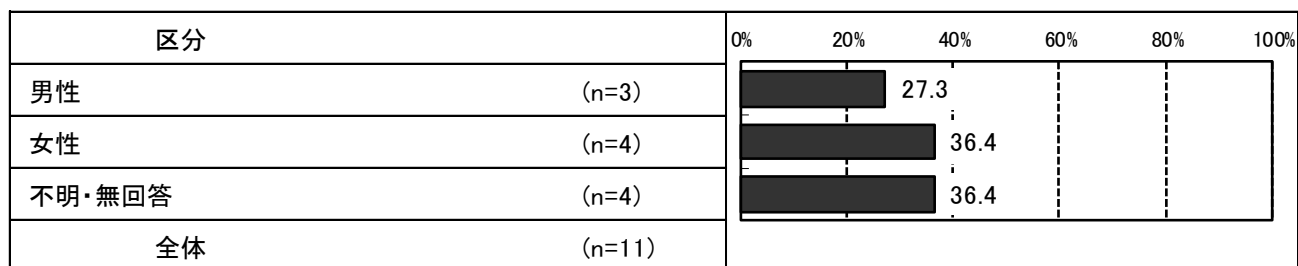 区分 0% 20% 40% 60% 80% 100%
男性 (n=3) 27.3
女性 (n=4) 36.4
不明・無回答 (n=4) 36.4
全体 (n=11)